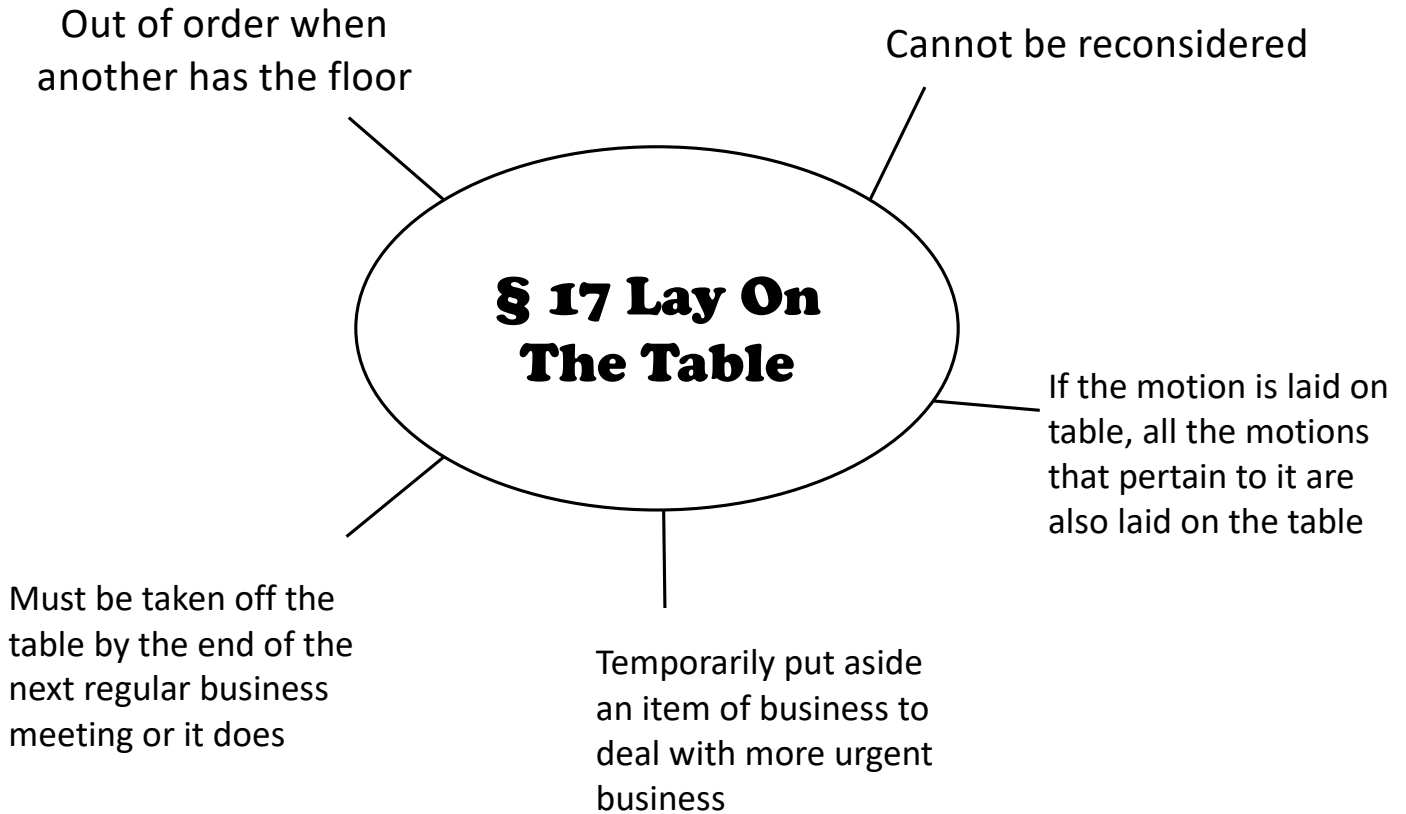 Out of order when
another has the floor
Cannot be reconsidered
§ 17 Lay On
The Table
If the motion is laid on
table, all the motions
that pertain to it are
also laid on the table
Must be taken off the
table by the end of the
next regular business
meeting or it does
Temporarily put aside
an item of business to
deal with more urgent
business